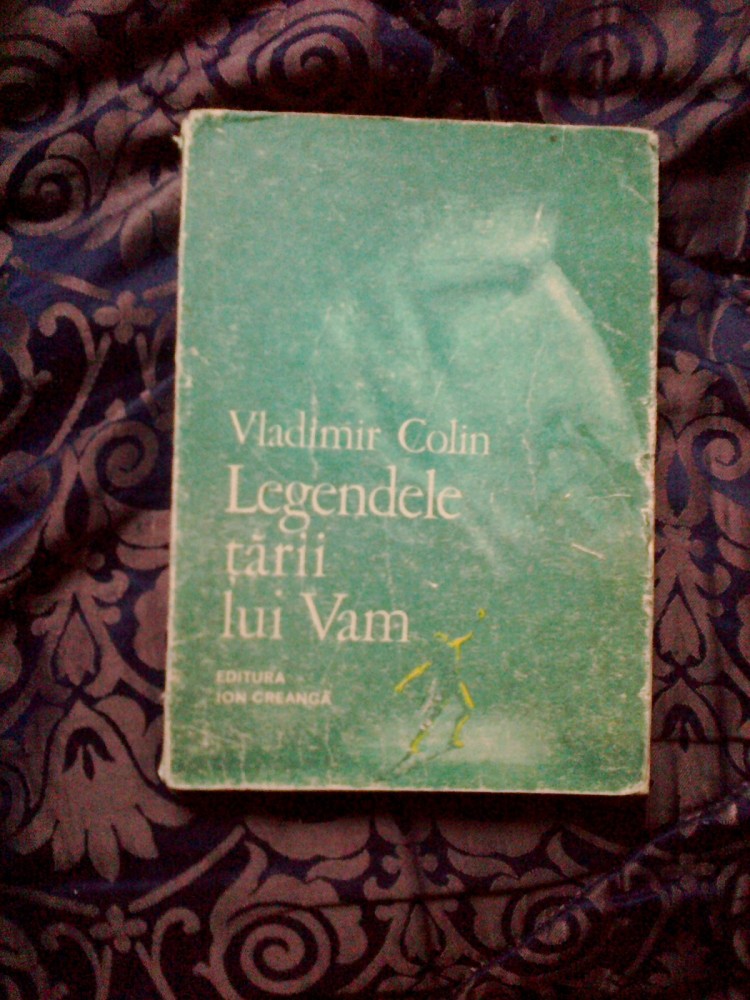 Vladimir Colin
Legendele
țării
lui Vam
EDITURA
ION CREANGĂ